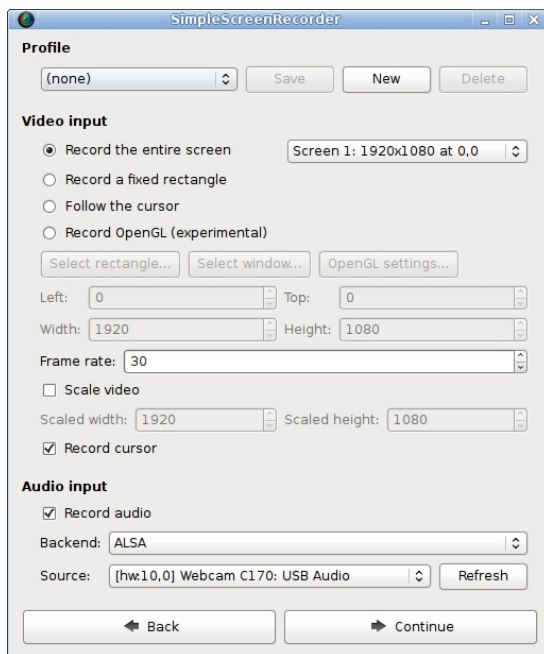 SimpleScreenRecorder
Profile
(none) Save New Delete
Video input
Record the entire screen Screen 1: 1920x1080 at 0,0
Record a fixed rectangle
Follow the cursor
Record OpenGL (experimental)
Select rectangle... Select window... OpenGL settings...
Left: 0 Top: 0
Width: 1920 Height: 1080
Frame rate: 30
Scale video
Scaled width: 1920 Scaled height: 1080
Record cursor
Audio input
Record audio
Backend: ALSA
Source: [hw:10,0] Webcam C170: USB Audio Refresh
Back Continue